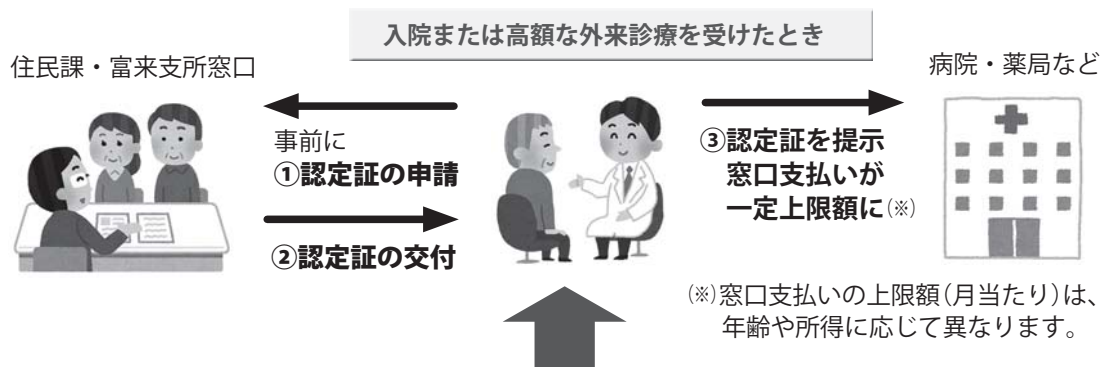 入院または高額な外来診療を受けたとき
住民課・富来支所窓口
病院・薬局など
事前に
①認定証の申請
②認定証の交付
③認定証を提示
窓口支払いが
一定上限額に(※)
(※)窓口支払いの上限額(月当たり)は、
年齢や所得に応じて異なります。